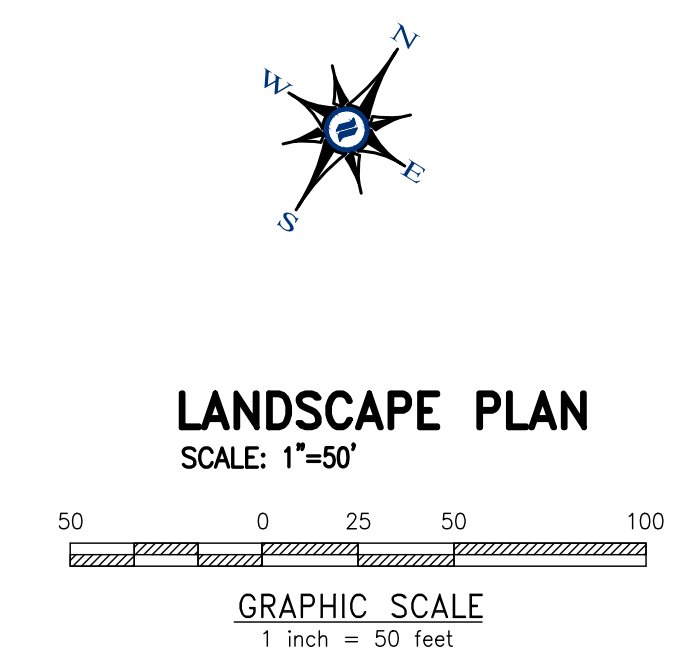 N
W
E
S
LANDSCAPE PLAN
SCALE: 1"=50'
50 0 25 50 100
GRAPHIC SCALE
1 inch = 50 feet